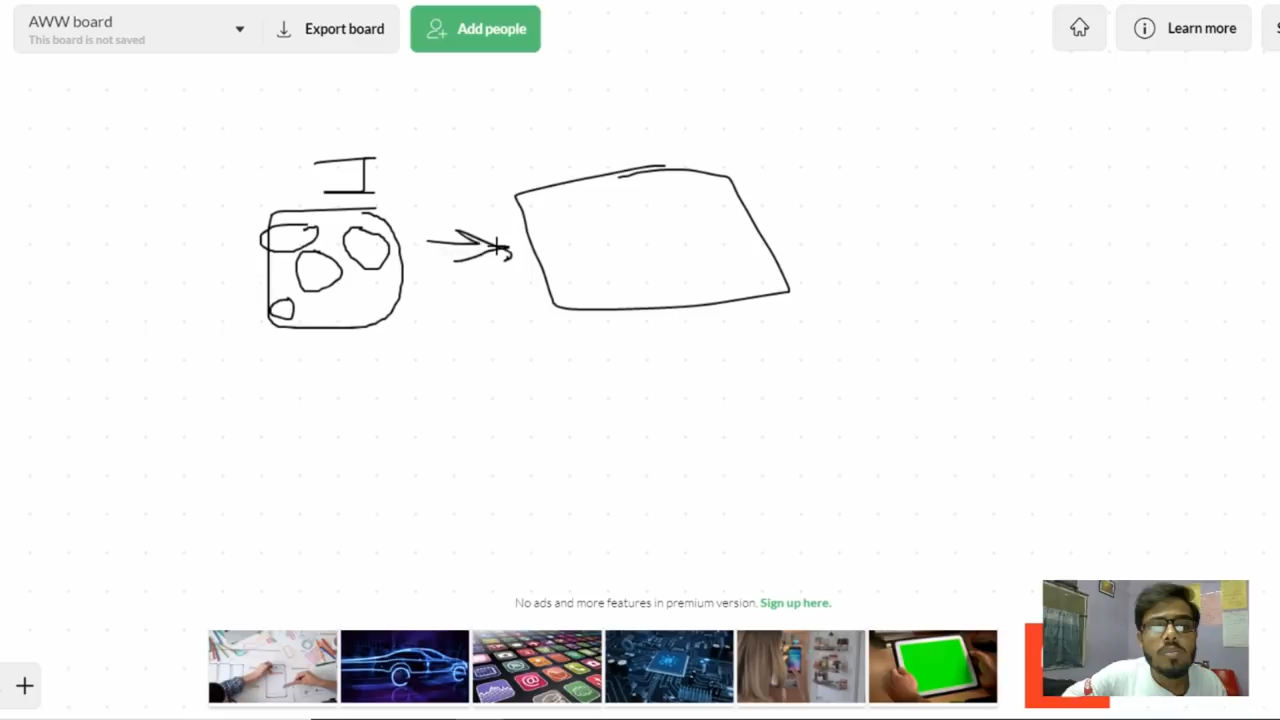 AWW board
This board is not saved
Export board
Add people
Learn more
I
No ads and more features in premium version. Sign up here.